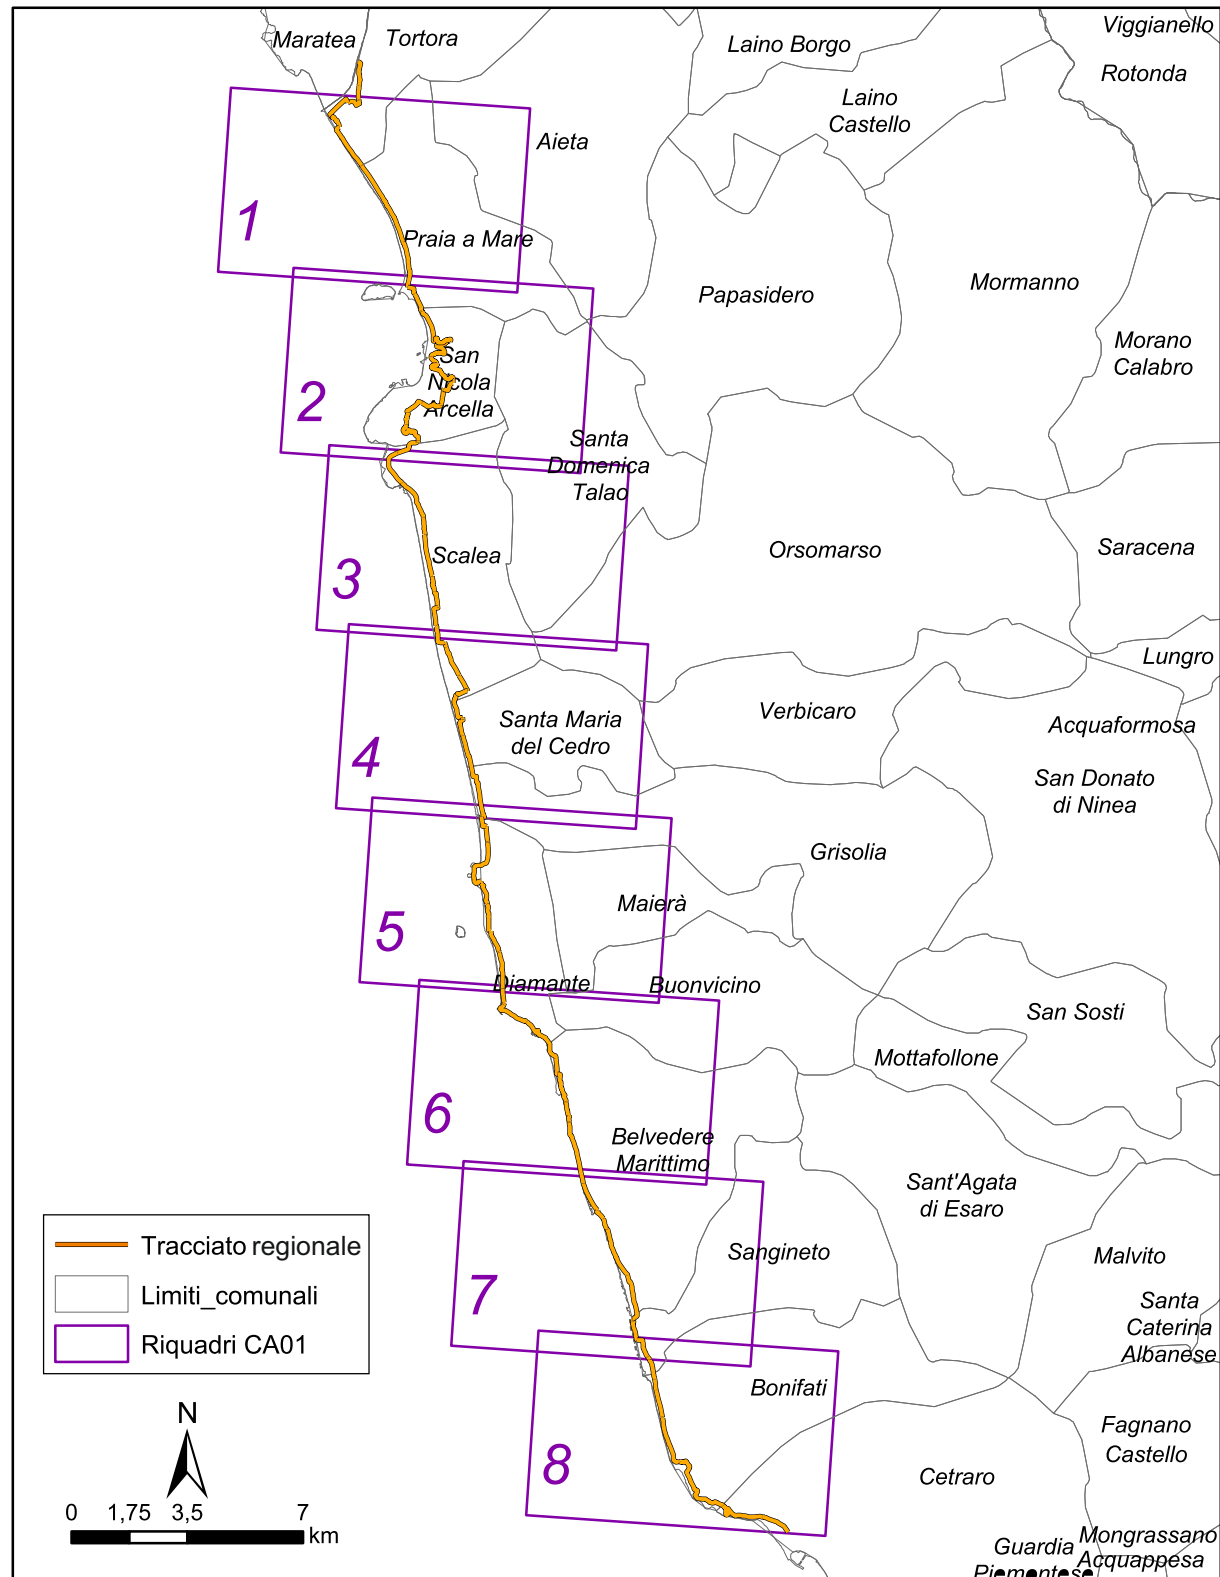 Maratea
Tortora
Laino Borgo
Viggianello
Rotonda
Laino
Castello
Aieta
1
Praia a Mare
Papasidero
Mormanno
Morano
Calabro
2
San
Nicola
Arcella
Santa
Domenica
Talao
3
Scalea
Orsomarso
Saracena
Lungro
4
Santa Maria
del Cedro
Verbicaro
Acquaformosa
San Donato
di Ninea
Grisolia
5
Maierà
Diamante
Buonvicino
San Sosti
Mottafollone
6
Belvedere
Marittimo
Sant'Agata
di Esaro
7
Sangineto
Malvito
Santa
Caterina
Albanese
8
Bonifati
Fagnano
Castello
Cetraro
Guardia
Piemontese
Mongrassano
Acquappesa
Tracciato regionale
Limiti_comunali
Riquadri CA01
N
0 1,75 3,5 7
km